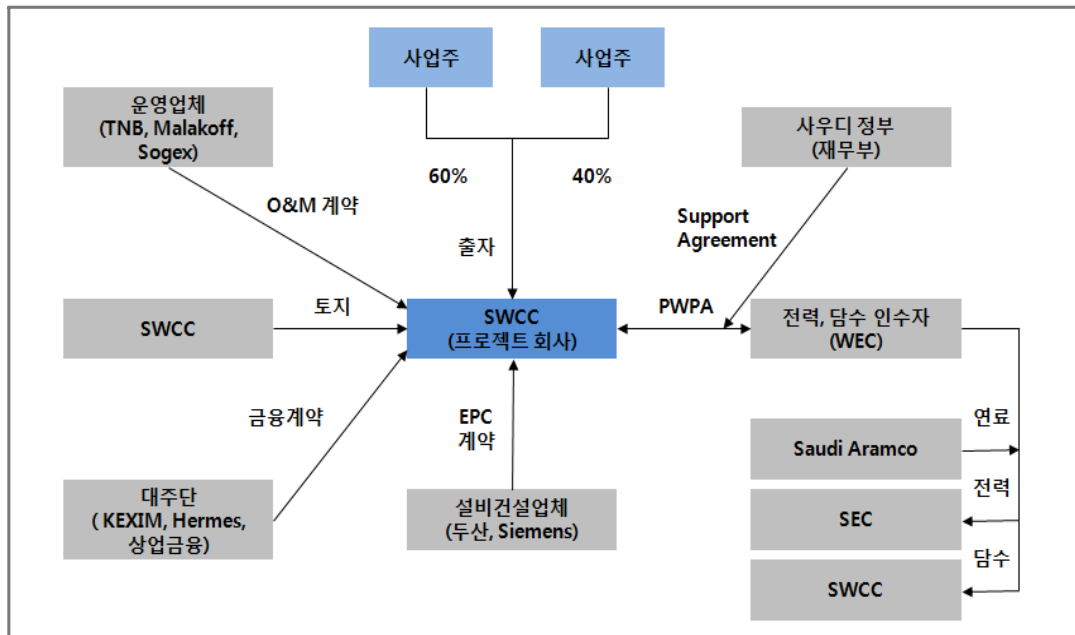 사업주
사업주
운영업체
(TNB, Malakoff,
Sogex)
사우디 정부
(재무부)
60%
40%
O&M 계약
Support
Agreement
출자
SWCC
토지
SWCC
(프로젝트 회사)
PWPA
전력, 담수 인수자
(WEC)
금융계약
EPC
계약
연료
Saudi Aramco
전력
대주단
( KEXIM, Hermes,
상업금융)
설비건설업체
(두산, Siemens)
SEC
담수
SWCC